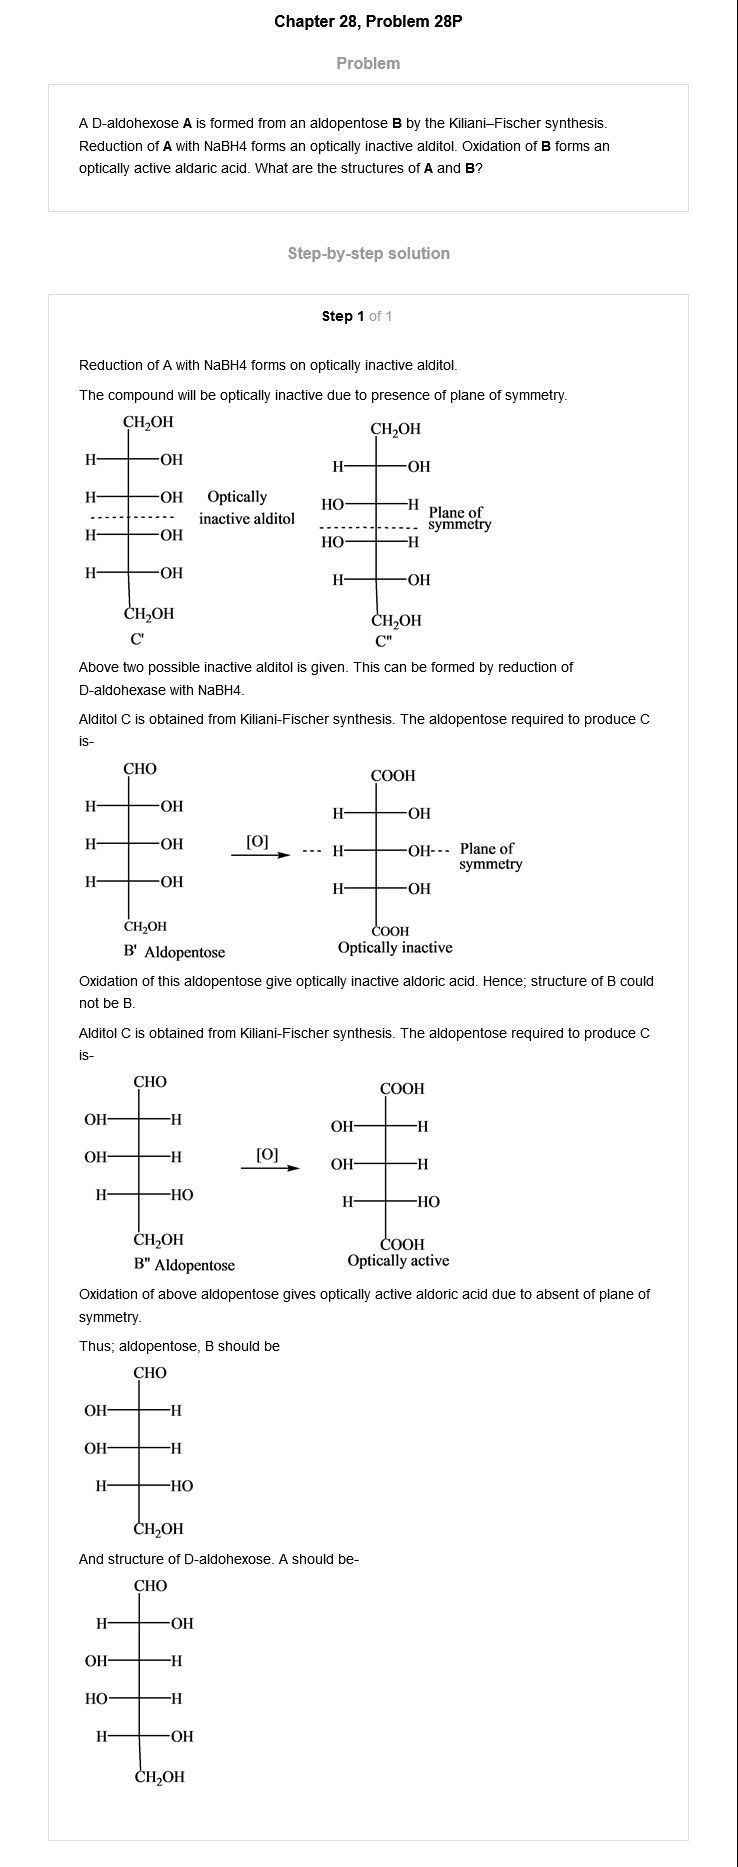 Chapter 28, Problem 28P
Problem
A D-aldohexose A is formed from an aldopentose B by the Kiliani–Fischer synthesis.
Reduction of A with NaBH4 forms an optically inactive alditol. Oxidation of B forms an
optically active aldaric acid. What are the structures of A and B?
Step-by-step solution
Step 1 of 1
Reduction of A with NaBH4 forms on optically inactive alditol.
The compound will be optically inactive due to presence of plane of symmetry.
CH₂OH
H OH
H OH
H OH
H OH
CH₂OH
C'
Optically
inactive alditol
CH₂OH
H OH
HO H
HO H
H OH
CH₂OH
C"
Plane of
symmetry
Above two possible inactive alditol is given. This can be formed by reduction of
D-aldohexase with NaBH4.
Alditol C is obtained from Kiliani-Fischer synthesis. The aldopentose required to produce C
is-
CHO
H OH
H OH
H OH
CH₂OH
B' Aldopentose
[O]
COOH
H OH
--- H OH--- Plane of
symmetry
H OH
COOH
Optically inactive
Oxidation of this aldopentose give optically inactive aldoric acid. Hence; structure of B could
not be B.
Alditol C is obtained from Kiliani-Fischer synthesis. The aldopentose required to produce C
is-
CHO
OH H
OH H
H HO
CH₂OH
B" Aldopentose
[O]
COOH
OH H
OH H
H HO
COOH
Optically active
Oxidation of above aldopentose gives optically active aldoric acid due to absent of plane of
symmetry.
Thus; aldopentose, B should be
CHO
OH H
OH H
H HO
CH₂OH
And structure of D-aldohexose. A should be-
CHO
H OH
OH H
HO H
H OH
CH₂OH